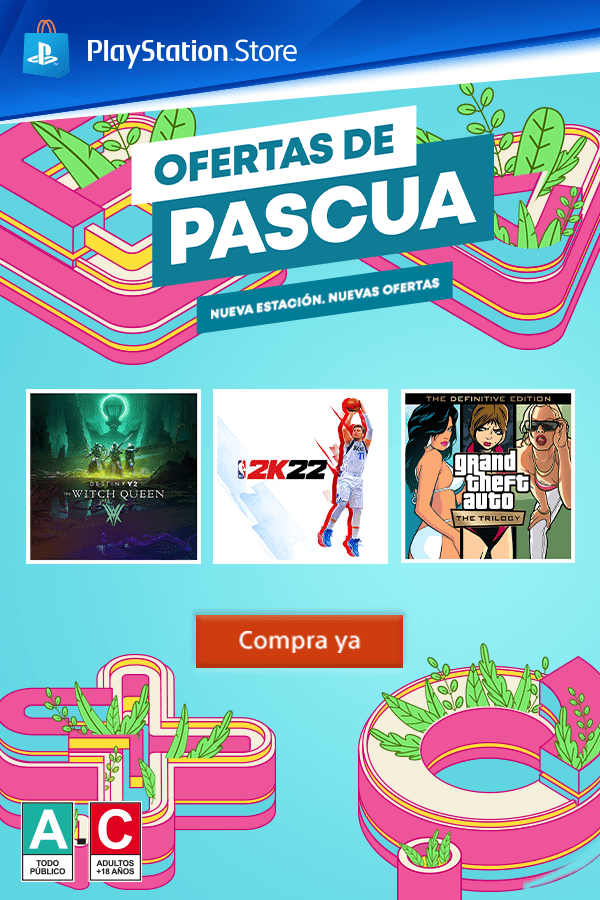 PlayStation Store
OFERTAS DE
PASCUA
NUEVA ESTACIÓN. NUEVAS OFERTAS
DESTINY 2
THE WITCH QUEEN
NBA 2K22
THE DEFINITIVE EDITION
grand
theft
auto
THE TRILOGY
Compra ya
A
TODO
PÚBLICO
C
ADULTOS
+18 AÑOS